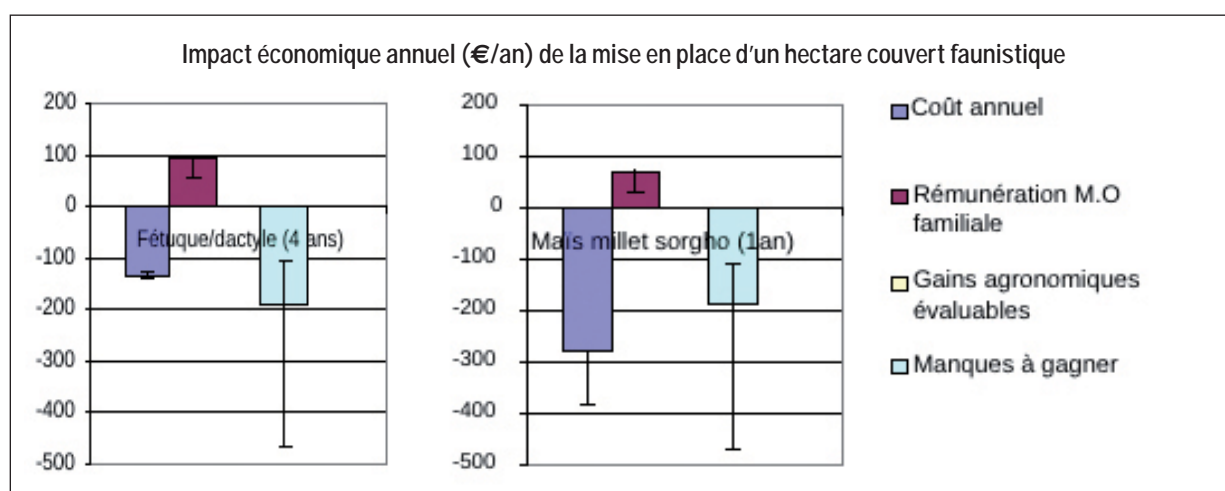 Impact économique annuel (€/an) de la mise en place d'un hectare couvert faunistique
200
100
0
-100
-200
-300
-400
-500
Fétuque/dactyle (4 ans)
200
100
0
-100
-200
-300
-400
-500
Maïs millet sorgho (1an)
Coût annuel
Rémunération M.O
familiale
Gains agronomiques
évaluables
Manques à gagner